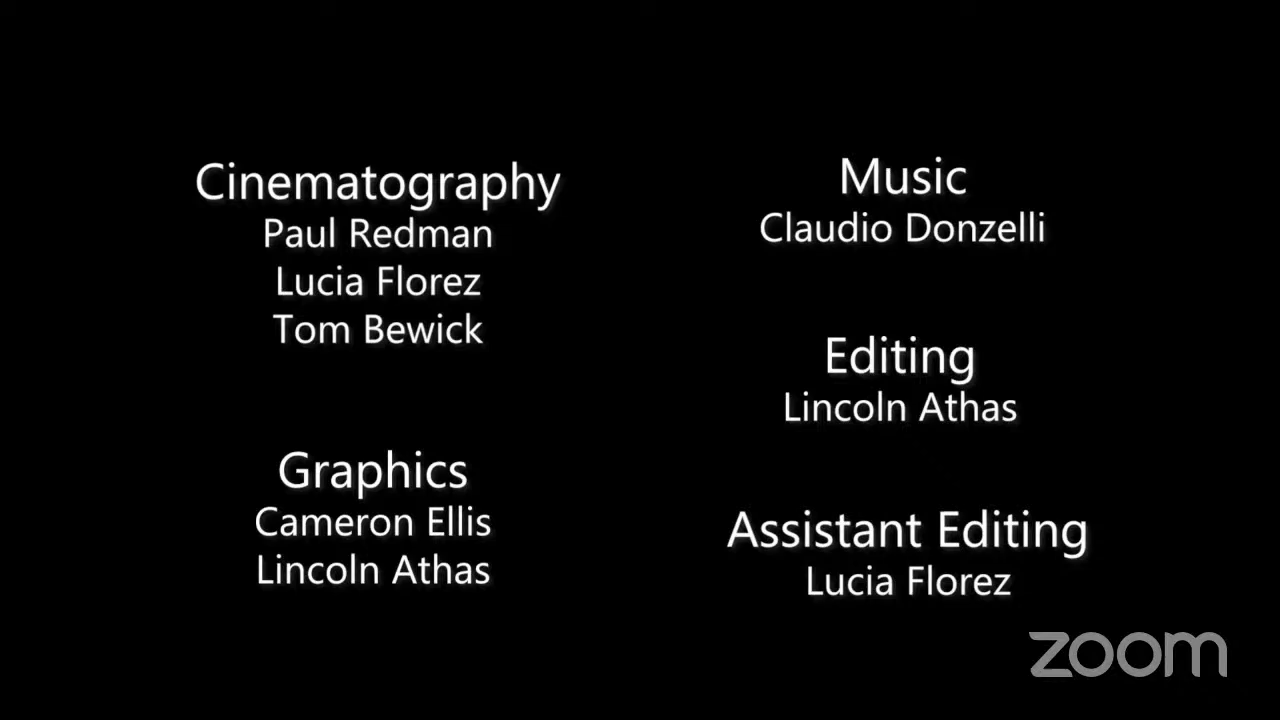 Cinematography
Paul Redman
Lucia Florez
Tom Bewick
Graphics
Cameron Ellis
Lincoln Athas
Music
Claudio Donzelli
Editing
Lincoln Athas
Assistant Editing
Lucia Florez
zoom